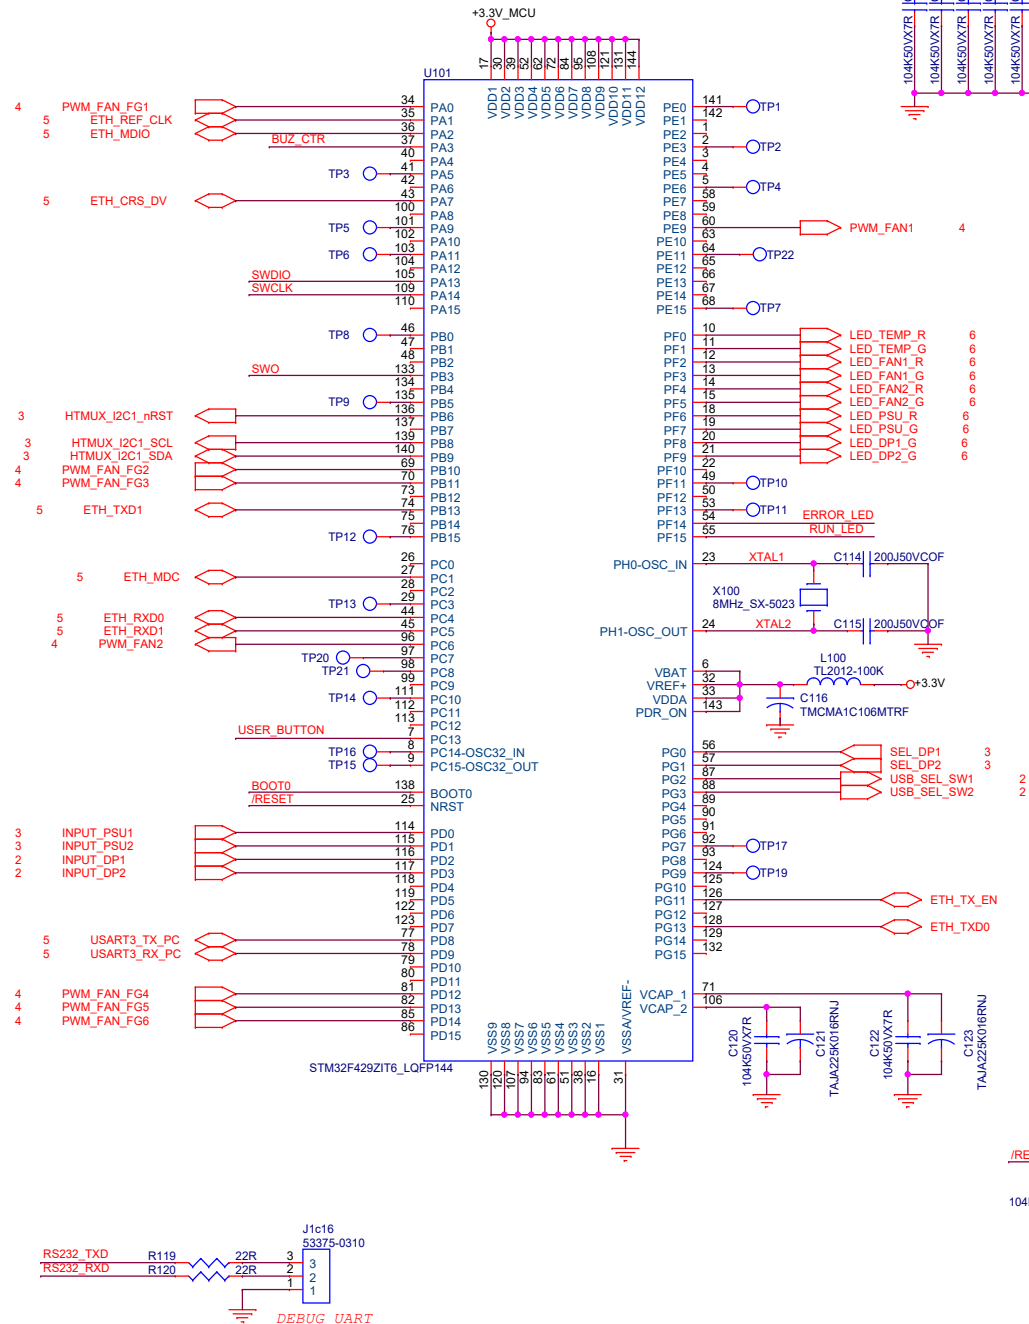 +3.3V_MCU
104K50VX7R 104K50VX7R 104K50VX7R 104K50VX7R 104K50VX7R
17 30 39 52 62 72 84 95 108 121 131 144
U101
VDD1 VDD2 VDD3 VDD4 VDD5 VDD6 VDD7 VDD8 VDD9 VDD10 VDD11 VDD12
4 PWM_FAN_FG1 34 PA0
5 ETH_REF_CLK 35 PA1
5 ETH_MDIO 36 PA2
BUZ_CTR 37 PA3
40 PA4
TP3 41 PA5
42 PA6
5 ETH_CRS_DV 43 PA7
100 PA8
TP5 101 PA9
102 PA10
TP6 103 PA11
104 PA12
SWDIO 105 PA13
SWCLK 109 PA14
110 PA15
TP8 46 PB0
47 PB1
48 PB2
SWO 133 PB3
134 PB4
TP9 135 PB5
3 HTMUX_I2C1_nRST 136 PB6
137 PB7
3 HTMUX_I2C1_SCL 139 PB8
3 HTMUX_I2C1_SDA 140 PB9
4 PWM_FAN_FG2 69 PB10
4 PWM_FAN_FG3 70 PB11
73 PB12
5 ETH_TXD1 74 PB13
75 PB14
TP12 76 PB15
26 PC0
5 ETH_MDC 27 PC1
28 PC2
TP13 29 PC3
5 ETH_RXD0 44 PC4
5 ETH_RXD1 45 PC5
4 PWM_FAN2 96 PC6
TP20 97 PC7
TP21 98 PC8
99 PC9
TP14 111 PC10
112 PC11
113 PC12
USER_BUTTON 7 PC13
TP16 8 PC14-OSC32_IN
TP15 9 PC15-OSC32_OUT
BOOT0 138 BOOT0
/RESET 25 NRST
3 INPUT_PSU1 114 PD0
3 INPUT_PSU2 115 PD1
2 INPUT_DP1 116 PD2
2 INPUT_DP2 117 PD3
118 PD4
119 PD5
122 PD6
123 PD7
5 USART3_TX_PC 77 PD8
5 USART3_RX_PC 78 PD9
79 PD10
80 PD11
4 PWM_FAN_FG4 81 PD12
4 PWM_FAN_FG5 82 PD13
4 PWM_FAN_FG6 85 PD14
86 PD15
PE0 141 TP1
PE1 142
PE2 1
PE3 2 TP2
PE4 3
PE5 4
PE6 5 TP4
PE7 58
PE8 59
PE9 60 PWM_FAN1 4
PE10 63
PE11 64 TP22
PE12 65
PE13 66
PE14 67
PE15 68 TP7
PF0 10 LED_TEMP_R 6
PF1 11 LED_TEMP_G 6
PF2 12 LED_FAN1_R 6
PF3 13 LED_FAN1_G 6
PF4 14 LED_FAN2_R 6
PF5 15 LED_FAN2_G 6
PF6 18 LED_PSU_R 6
PF7 19 LED_PSU_G 6
PF8 20 LED_DP1_G 6
PF9 21 LED_DP2_G 6
PF10 22
PF11 49 TP10
PF12 50
PF13 53 TP11
PF14 54 ERROR_LED
PF15 55 RUN_LED
PH0-OSC_IN 23 XTAL1 C114 200J50VCOF
X100
8MHz_SX-5023
PH1-OSC_OUT 24 XTAL2 C115 200J50VCOF
L100
TL2012-100K
VBAT 6
VREF+ 32 +3.3V
VDDA 33 C116
PDR_ON 143 TMCMA1C106MTRF
PG0 56 SEL_DP1 3
PG1 57 SEL_DP2 3
PG2 87 USB_SEL_SW1 2
PG3 88 USB_SEL_SW2 2
PG4 89
PG5 90
PG6 91
PG7 92 TP17
PG8 93
PG9 124 TP19
PG10 125
PG11 126 ETH_TX_EN
PG12 127
PG13 128 ETH_TXD0
PG14 129
PG15 132
VCAP_1 71
VCAP_2 106
C120 104K50VX7R
C121 TAJA225K016RNJ
C122 104K50VX7R
C123 TAJA225K016RNJ
VSS9 VSS8 VSS7 VSS6 VSS5 VSS4 VSS3 VSS2 VSS1 VSSA/VREF-
STM32F429ZIT6_LQFP144
130 120 107 94 83 61 51 38 16 31
/RE
104
J1c16
53375-0310
RS232_TXD R119 22R 3 3
RS232_RXD R120 22R 2 2
1 1
DEBUG UART